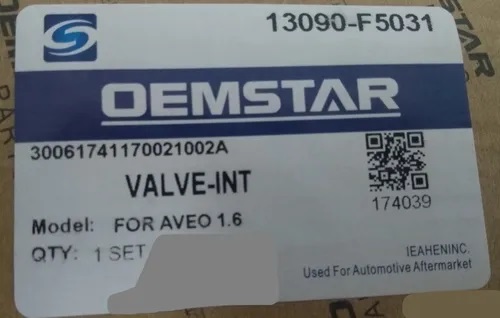 13090-F5031
OEMSTAR
30061741170021002A
VALVE-INT
174039
Model: FOR AVEO 1.6
QTY: 1 SET
IEAHENINC.
Used For Automotive Aftermarket